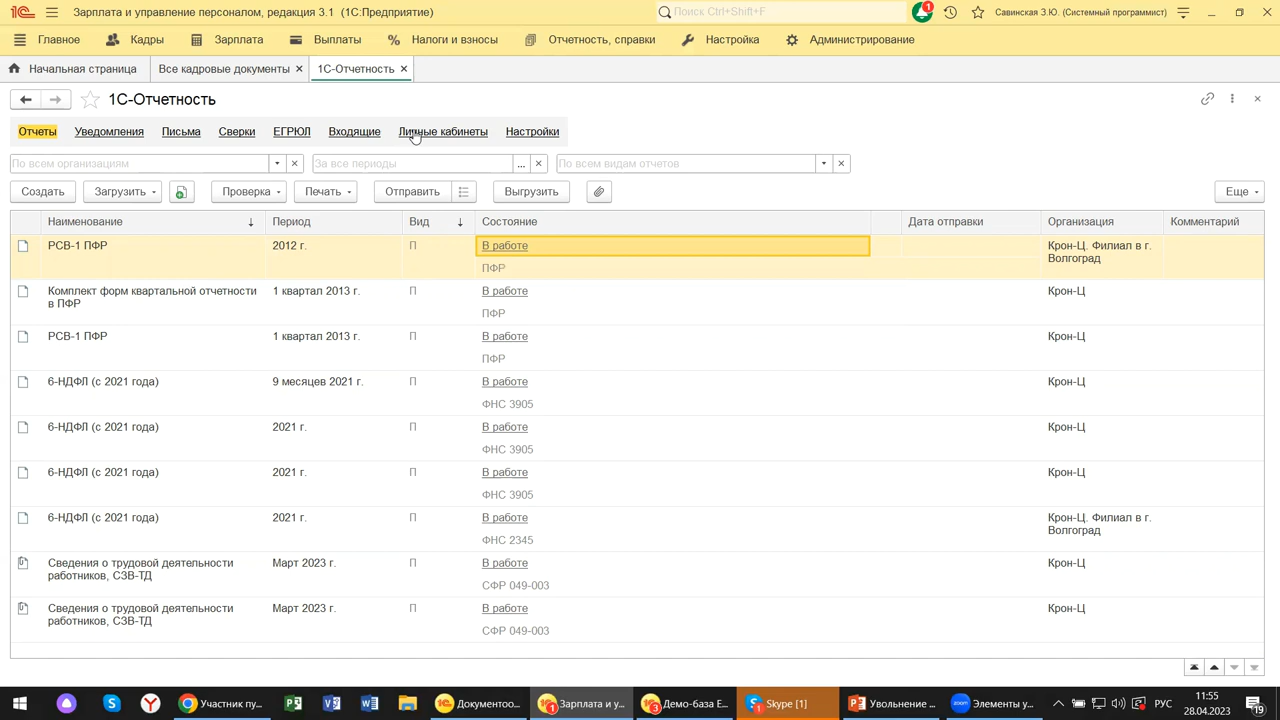 Зарплата и управление персоналом, редакция 3.1 (1С:Предприятие)
Поиск Ctrl+Shift+F
1
Савинская З.Ю. (Системный программист)
Главное
Кадры
Зарплата
Выплаты
Налоги и взносы
Отчетность, справки
Настройка
Администрирование
Начальная страница
Все кадровые документы
1С-Отчетность
1С-Отчетность
Отчеты
Уведомления
Письма
Сверки
ЕГРЮЛ
Входящие
Личные кабинеты
Настройки
По всем организациям
За все периоды
По всем видам отчетов
Создать
Загрузить
Проверка
Печать
Отправить
Выгрузить
Еще
Наименование
Период
Вид
Состояние
Дата отправки
Организация
Комментарий
РСВ-1 ПФР
2012 г.
П
В работе
ПФР
Крон-Ц. Филиал в г.
Волгоград
Комплект форм квартальной отчетности
в ПФР
1 квартал 2013 г.
П
В работе
ПФР
Крон-Ц
РСВ-1 ПФР
1 квартал 2013 г.
П
В работе
ПФР
Крон-Ц
6-НДФЛ (с 2021 года)
9 месяцев 2021 г.
П
В работе
ФНС 3905
Крон-Ц
6-НДФЛ (с 2021 года)
2021 г.
П
В работе
ФНС 3905
Крон-Ц
6-НДФЛ (с 2021 года)
2021 г.
П
В работе
ФНС 3905
Крон-Ц
6-НДФЛ (с 2021 года)
2021 г.
П
В работе
ФНС 2345
Крон-Ц. Филиал в г.
Волгоград
Сведения о трудовой деятельности
работников, СЗВ-ТД
Март 2023 г.
П
В работе
СФР 049-003
Крон-Ц
Сведения о трудовой деятельности
работников, СЗВ-ТД
Март 2023 г.
П
В работе
СФР 049-003
Крон-Ц
Участник пу...
Документоо...
Зарплата и у...
Демо-база Е...
Skype [1]
Увольнение ...
Элементы у...
РУС
11:55
28.04.2023
19